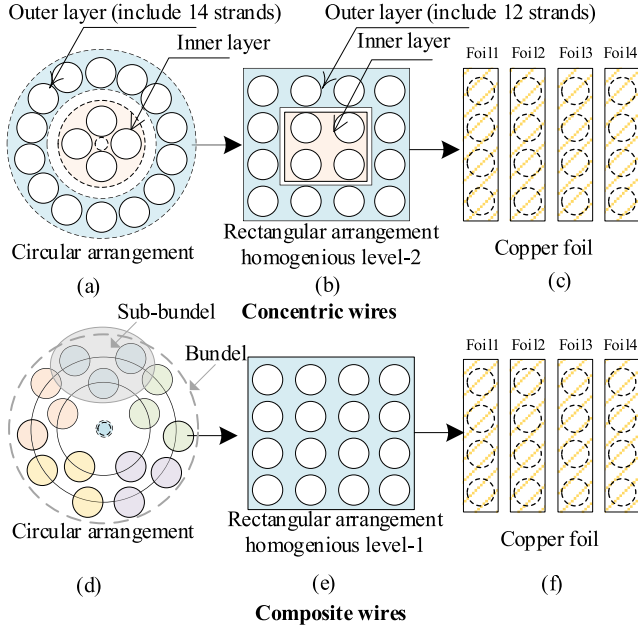 Outer layer (include 14 strands)
Inner layer
Outer layer (include 12 strands)
Inner layer
Foil1 Foil2 Foil3 Foil4
Circular arrangement
Rectangular arrangement
homogenious level-2
Copper foil
(a)
(b)
(c)
Concentric wires
Sub-bundel
Bundel
Foil1 Foil2 Foil3 Foil4
Circular arrangement
Rectangular arrangement
homogenious level-1
Copper foil
(d)
(e)
(f)
Composite wires